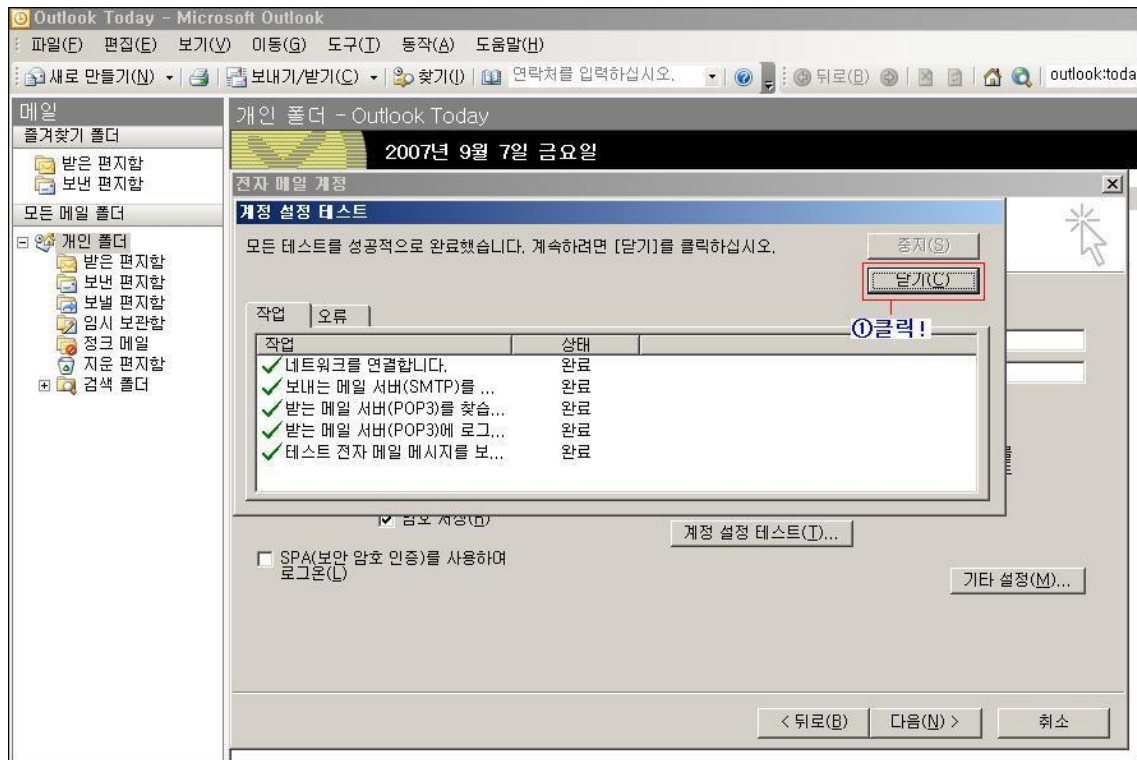 Outlook Today - Microsoft Outlook
파일(F) 편집(E) 보기(V) 이동(G) 도구(T) 동작(A) 도움말(H)
새로 만들기(N) 보내기/받기(C) 찾기(I) 연락처를 입력하십시오. 뒤로(B) outlook:toda
메일
즐겨찾기 폴더
받은 편지함
보낸 편지함
모든 메일 폴더
개인 폴더
받은 편지함
보낸 편지함
보낼 편지함
임시 보관함
정크 메일
지운 편지함
검색 폴더
개인 폴더 - Outlook Today
2007년 9월 7일 금요일
전자 메일 계정
계정 설정 테스트
모든 테스트를 성공적으로 완료했습니다. 계속하려면 [닫기]를 클릭하십시오.
중지(S)
닫기(C)
①클릭!
작업 오류
작업 상태
네트워크를 연결합니다. 완료
보내는 메일 서버(SMTP)를 ... 완료
받는 메일 서버(POP3)를 찾습... 완료
받는 메일 서버(POP3)에 로그... 완료
테스트 전자 메일 메시지를 보... 완료
암호 저장(R)
계정 설정 테스트(T)...
SPA(보안 암호 인증)를 사용하여
로그온(L)
기타 설정(M)...
< 뒤로(B) 다음(N) > 취소